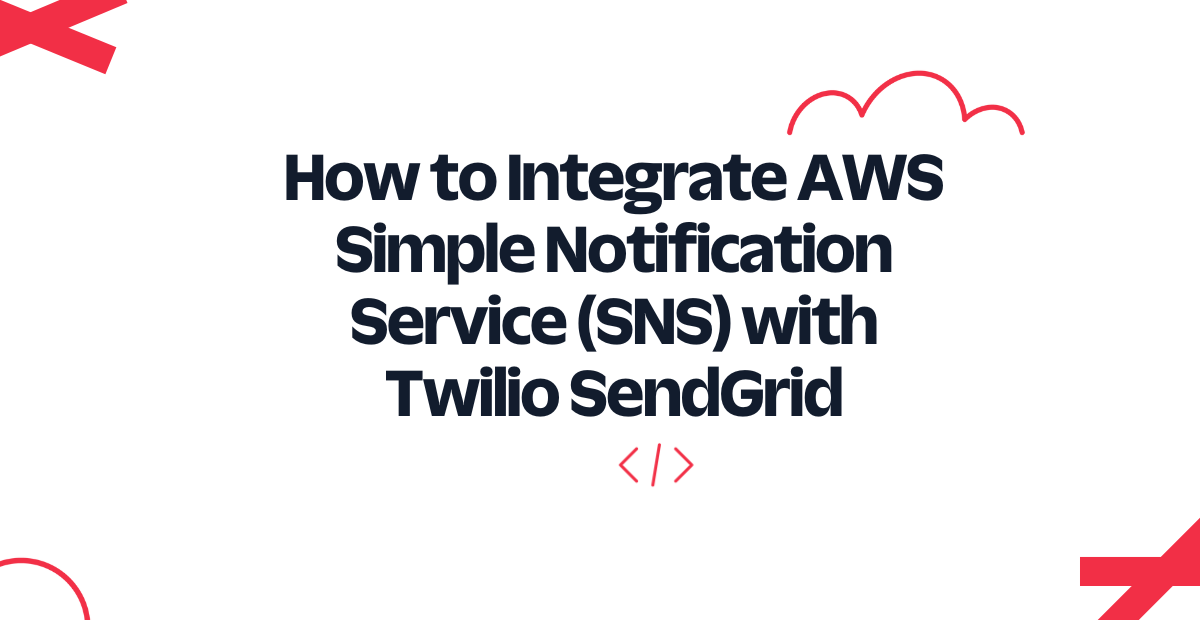 How to Integrate AWS
Simple Notification
Service (SNS) with
Twilio SendGrid
</>